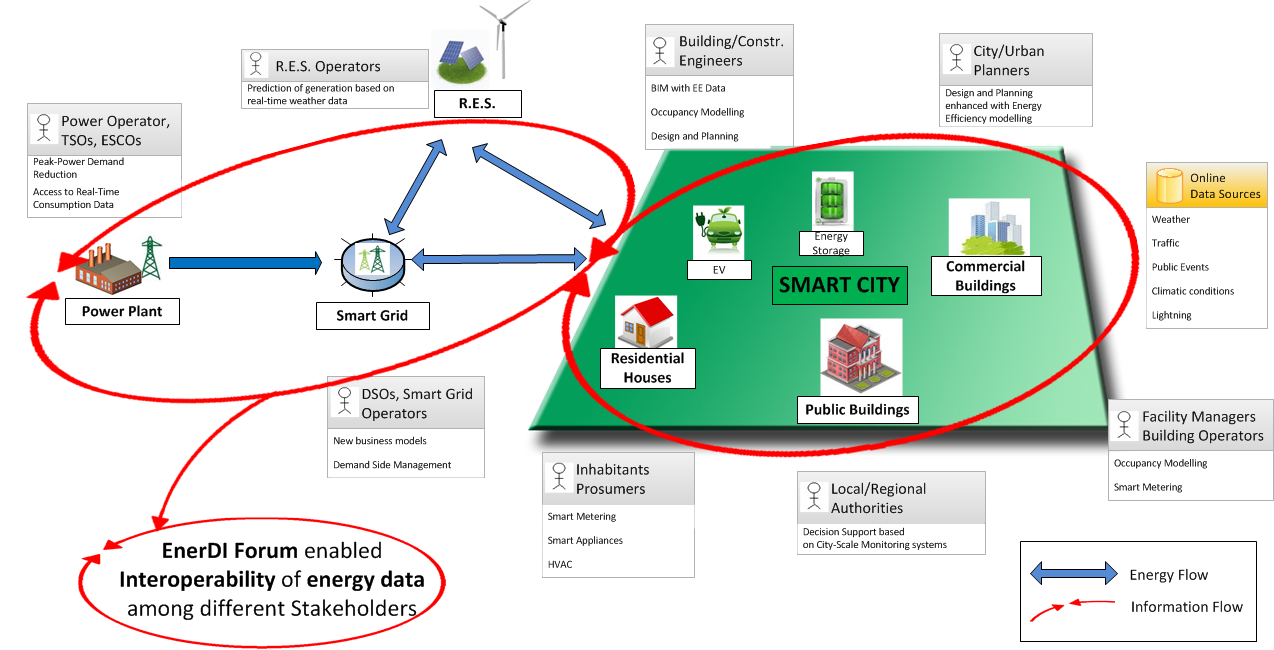 R.E.S. Operators
Prediction of generation based on
real-time weather data
R.E.S.
Building/Constr.
Engineers
BIM with EE Data
Occupancy Modelling
Design and Planning
City/Urban
Planners
Design and Planning
enhanced with Energy
Efficiency modelling
Power Operator,
TSOs, ESCOs
Peak-Power Demand
Reduction
Access to Real-Time
Consumption Data
Online
Data Sources
Weather
Traffic
Public Events
Climatic conditions
Lightning
Power Plant
Smart Grid
EV
Energy
Storage
SMART CITY
Commercial
Buildings
Residential
Houses
Public Buildings
DSOs, Smart Grid
Operators
New business models
Demand Side Management
Facility Managers
Building Operators
Occupancy Modelling
Smart Metering
Inhabitants
Prosumers
Smart Metering
Smart Appliances
HVAC
Local/Regional
Authorities
Decision Support based
on City-Scale Monitoring systems
EnerDI Forum enabled
Interoperability of energy data
among different Stakeholders
Energy Flow
Information Flow